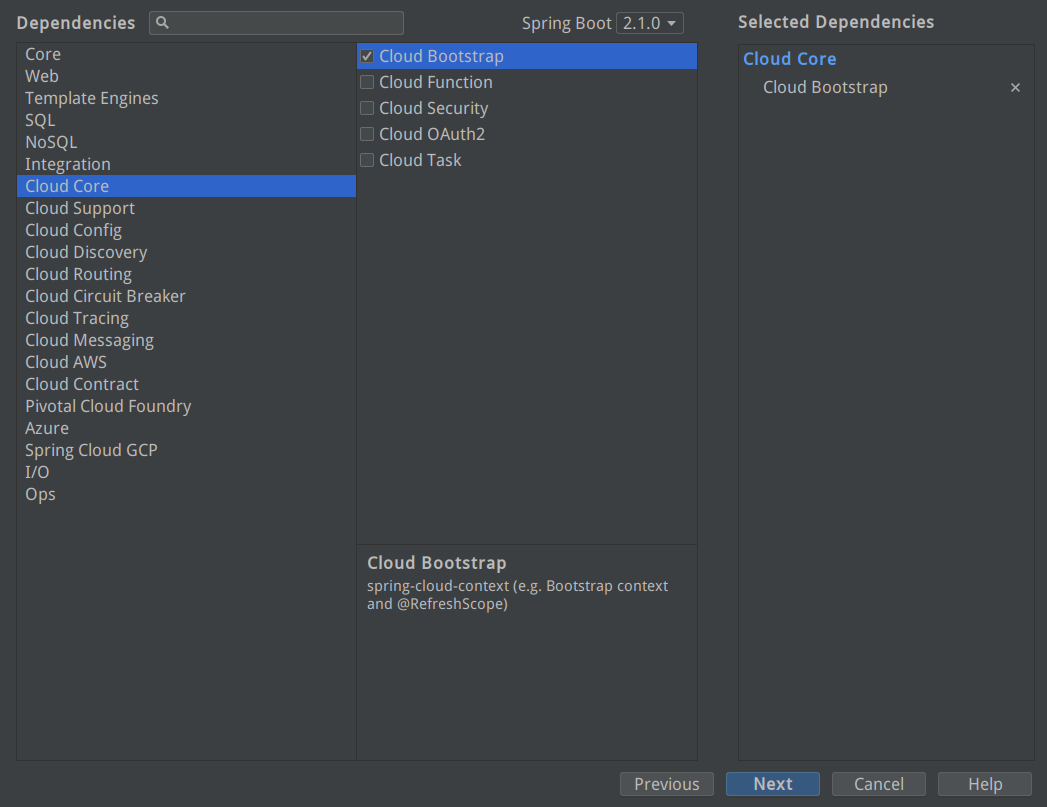 Dependencies
Spring Boot 2.1.0
Selected Dependencies
Core
Web
Template Engines
SQL
NoSQL
Integration
Cloud Core
Cloud Support
Cloud Config
Cloud Discovery
Cloud Routing
Cloud Circuit Breaker
Cloud Tracing
Cloud Messaging
Cloud AWS
Cloud Contract
Pivotal Cloud Foundry
Azure
Spring Cloud GCP
I/O
Ops
Cloud Bootstrap
Cloud Function
Cloud Security
Cloud OAuth2
Cloud Task
Cloud Bootstrap
spring-cloud-context (e.g. Bootstrap context
and @RefreshScope)
Cloud Core
Cloud Bootstrap
Previous
Next
Cancel
Help